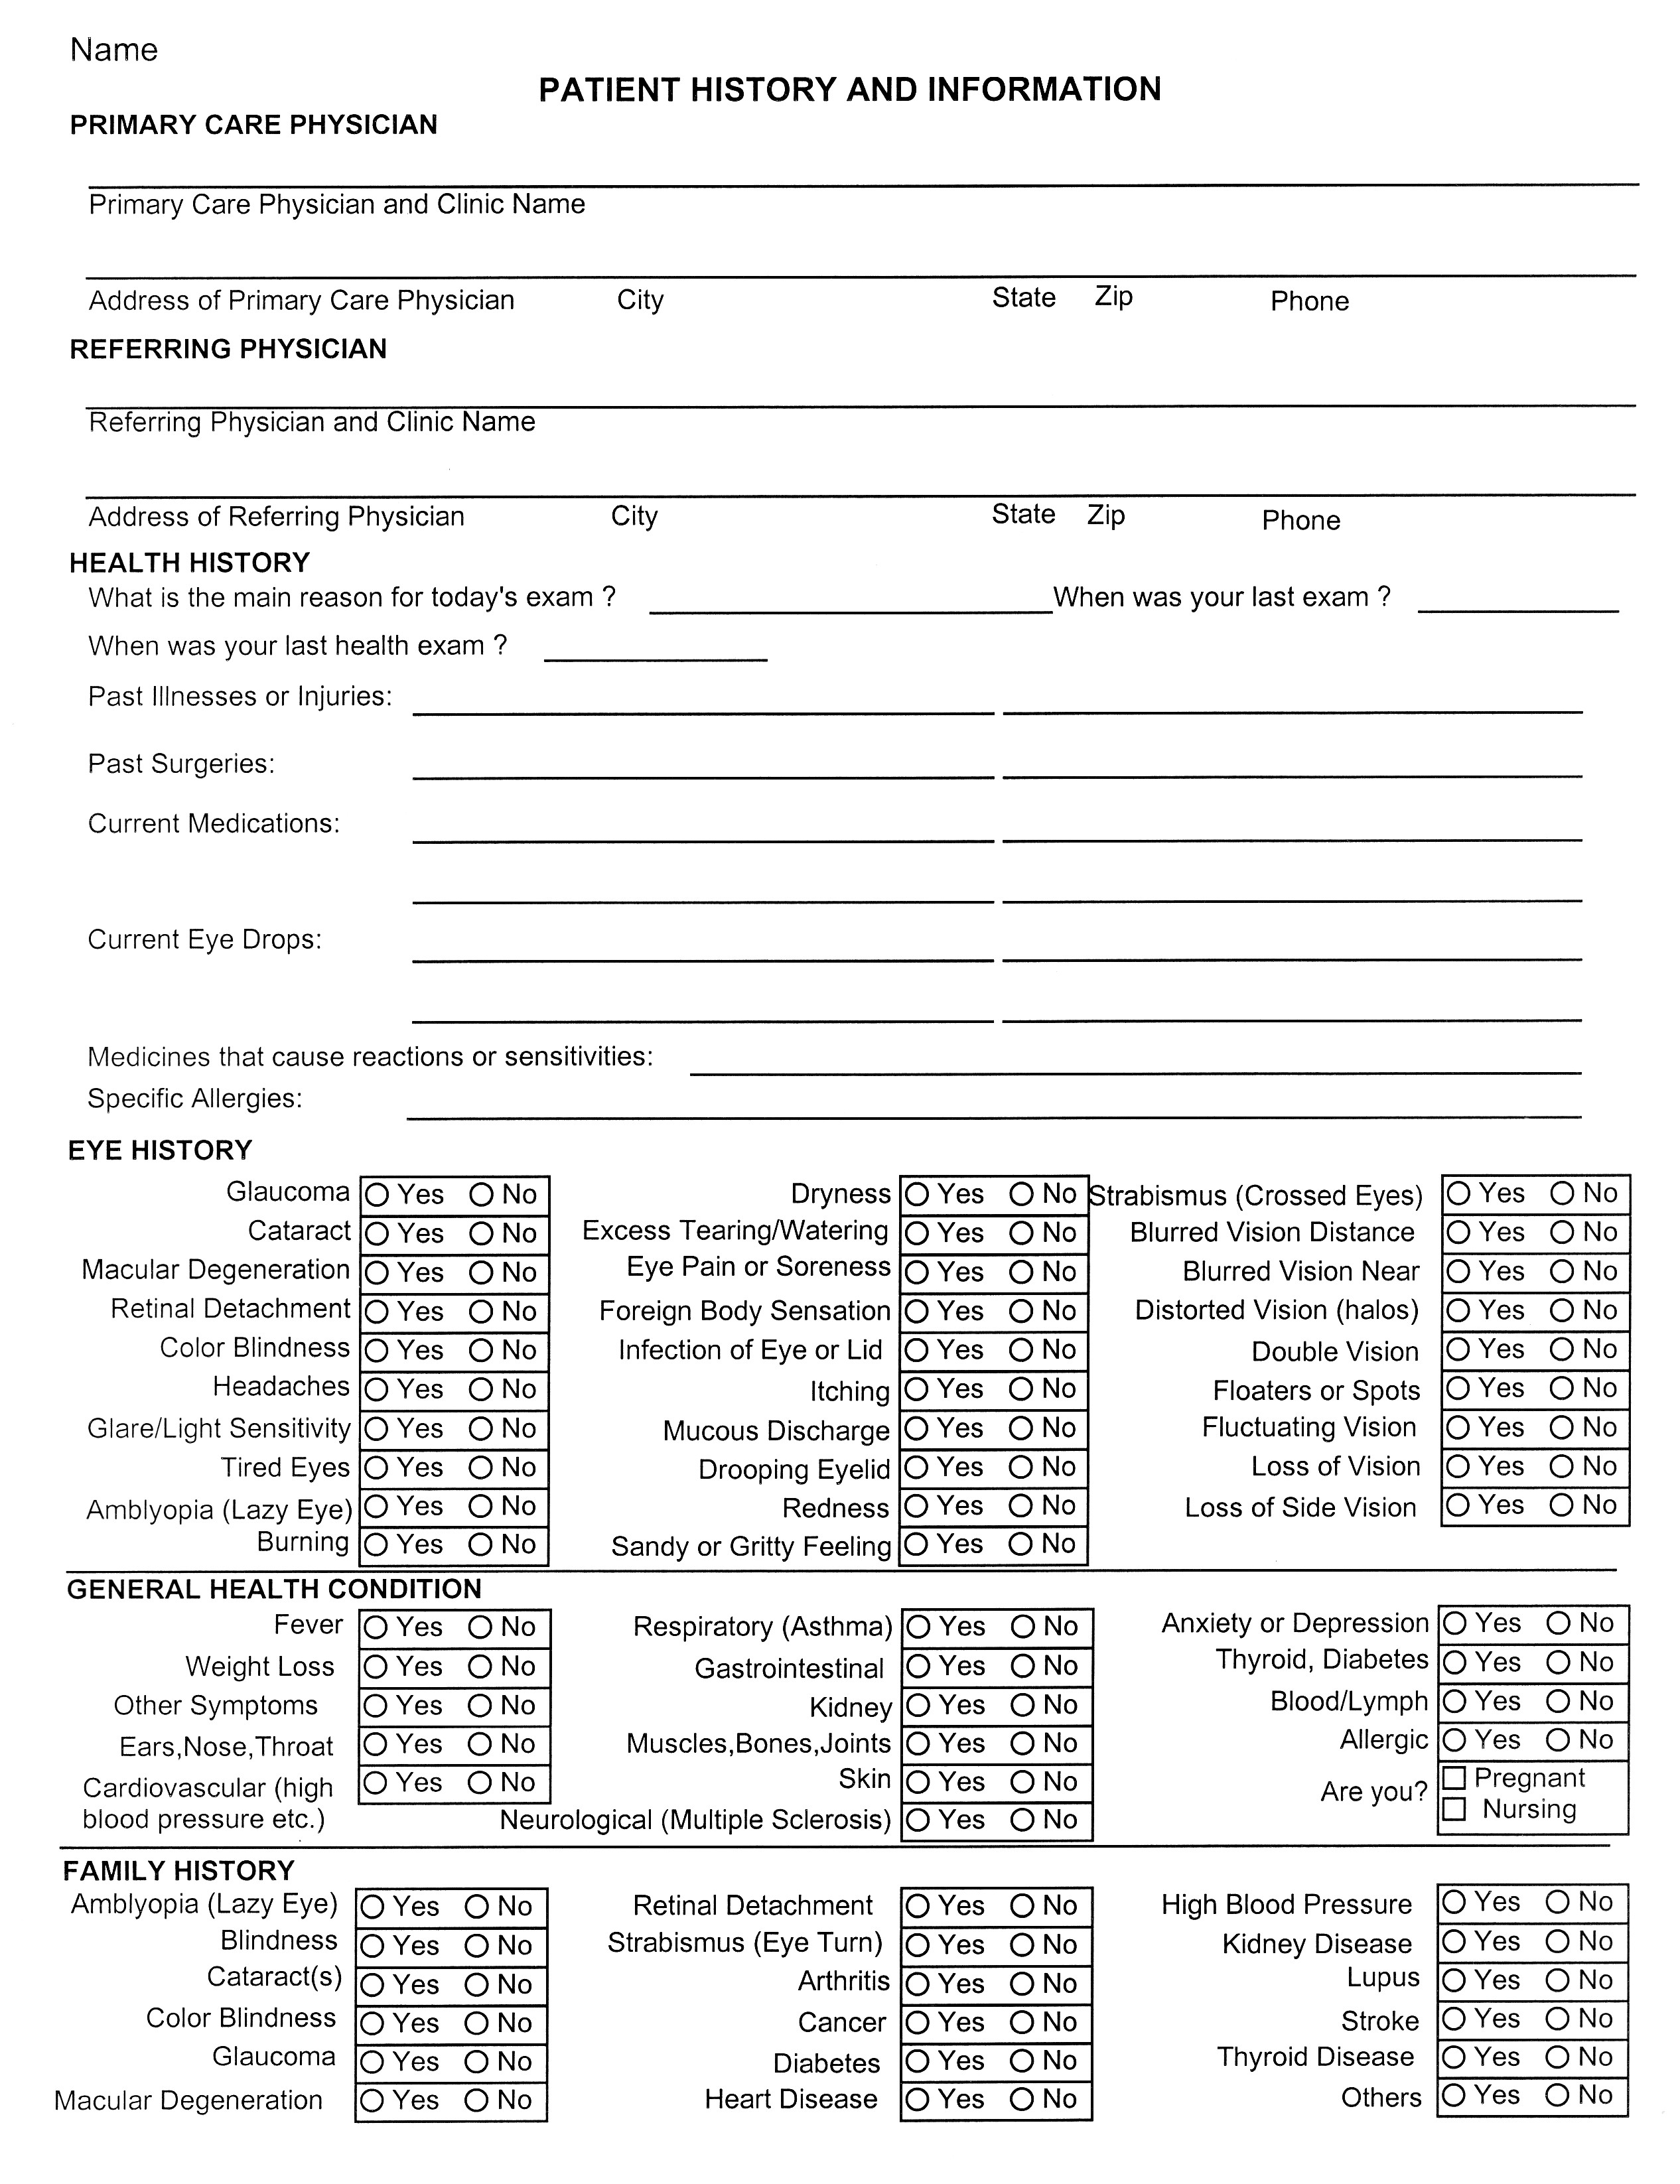 Name
PATIENT HISTORY AND INFORMATION
PRIMARY CARE PHYSICIAN
Primary Care Physician and Clinic Name
Address of Primary Care Physician City State Zip Phone
REFERRING PHYSICIAN
Referring Physician and Clinic Name
Address of Referring Physician City State Zip Phone
HEALTH HISTORY
What is the main reason for today's exam ? When was your last exam ?
When was your last health exam ?
Past Illnesses or Injuries:
Past Surgeries:
Current Medications:
Current Eye Drops:
Medicines that cause reactions or sensitivities:
Specific Allergies:
EYE HISTORY
Glaucoma Yes No Dryness Yes No Strabismus (Crossed Eyes) Yes No
Cataract Yes No Excess Tearing/Watering Yes No Blurred Vision Distance Yes No
Macular Degeneration Yes No Eye Pain or Soreness Yes No Blurred Vision Near Yes No
Retinal Detachment Yes No Foreign Body Sensation Yes No Distorted Vision (halos) Yes No
Color Blindness Yes No Infection of Eye or Lid Yes No Double Vision Yes No
Headaches Yes No Itching Yes No Floaters or Spots Yes No
Glare/Light Sensitivity Yes No Mucous Discharge Yes No Fluctuating Vision Yes No
Tired Eyes Yes No Drooping Eyelid Yes No Loss of Vision Yes No
Amblyopia (Lazy Eye) Yes No Redness Yes No Loss of Side Vision Yes No
Burning Yes No Sandy or Gritty Feeling Yes No
GENERAL HEALTH CONDITION
Fever Yes No Respiratory (Asthma) Yes No Anxiety or Depression Yes No
Weight Loss Yes No Gastrointestinal Yes No Thyroid, Diabetes Yes No
Other Symptoms Yes No Kidney Yes No Blood/Lymph Yes No
Ears,Nose,Throat Yes No Muscles,Bones,Joints Yes No Allergic Yes No
Cardiovascular (high Yes No Skin Yes No Are you? Pregnant
blood pressure etc.) Neurological (Multiple Sclerosis) Yes No Nursing
FAMILY HISTORY
Amblyopia (Lazy Eye) Yes No Retinal Detachment Yes No High Blood Pressure Yes No
Blindness Yes No Strabismus (Eye Turn) Yes No Kidney Disease Yes No
Cataract(s) Yes No Arthritis Yes No Lupus Yes No
Color Blindness Yes No Cancer Yes No Stroke Yes No
Glaucoma Yes No Diabetes Yes No Thyroid Disease Yes No
Macular Degeneration Yes No Heart Disease Yes No Others Yes No